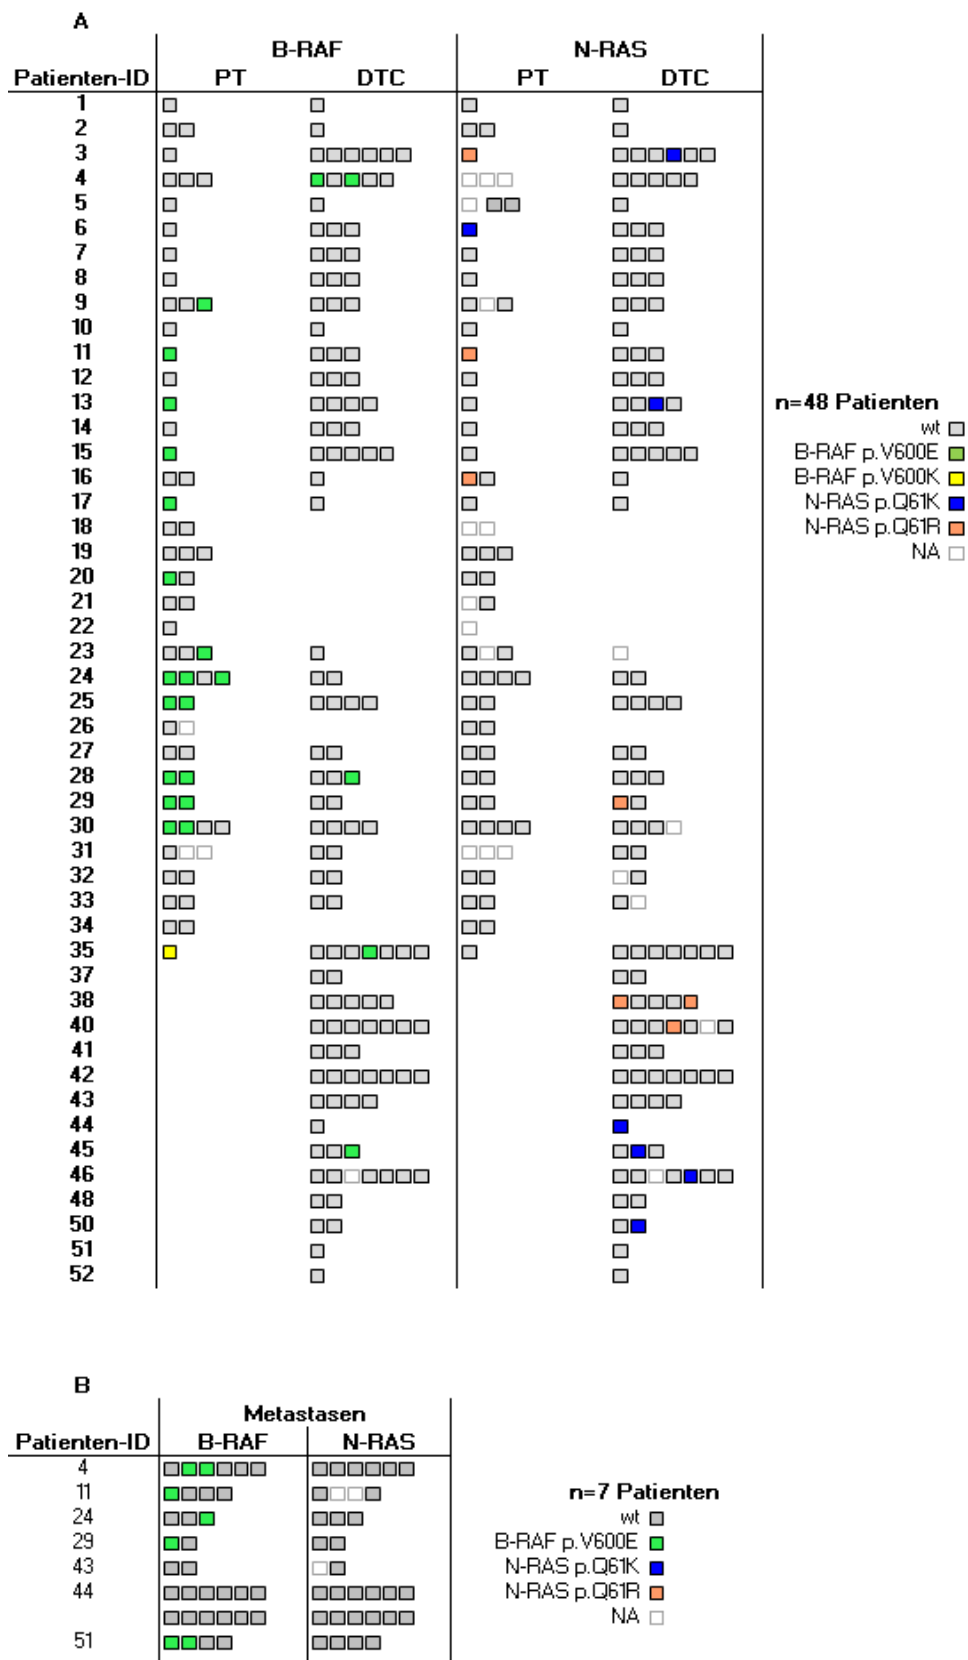 A
B-RAF N-RAS
Patienten-ID PT DTC PT DTC
1
2
3
4
5
6
7
8
9
10
11
12
13 n=48 Patienten
14 wt
15 B-RAF p.V600E
16 B-RAF p.V600K
17 N-RAS p.Q61K
18 N-RAS p.Q61R
19 NA
20
21
22
23
24
25
26
27
28
29
30
31
32
33
34
35
37
38
40
41
42
43
44
45
46
48
50
51
52
B
Metastasen
Patienten-ID B-RAF N-RAS
4
11 n=7 Patienten
24 wt
29 B-RAF p.V600E
43 N-RAS p.Q61K
44 N-RAS p.Q61R
NA
51